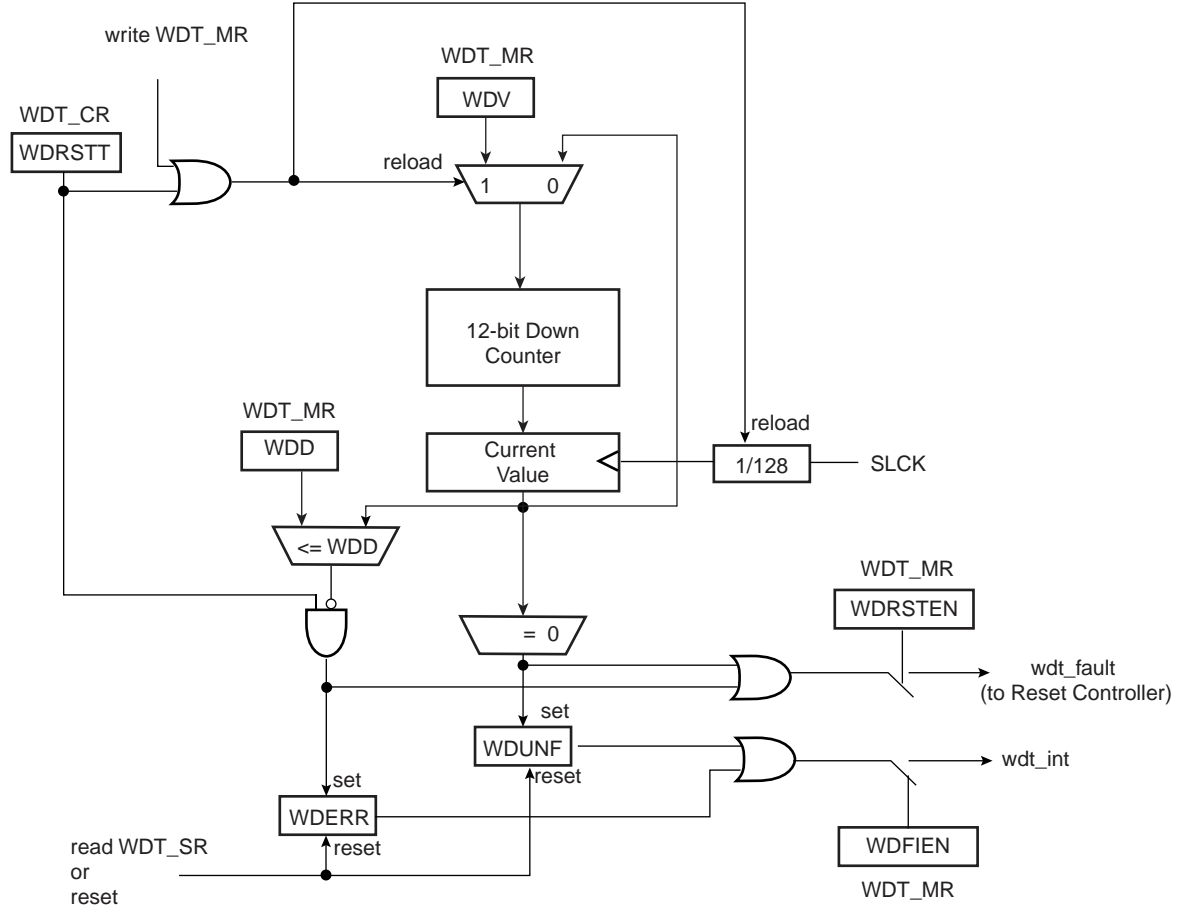 write WDT_MR
WDT_MR
WDV
WDT_CR
WDRSTT
reload
1 0
12-bit Down
Counter
WDT_MR
WDD
reload
Current
Value
1/128
SLCK
<= WDD
WDT_MR
WDRSTEN
= 0
wdt_fault
(to Reset Controller)
set
WDUNF
reset
wdt_int
set
WDERR
reset
read WDT_SR
or
reset
WDFIEN
WDT_MR